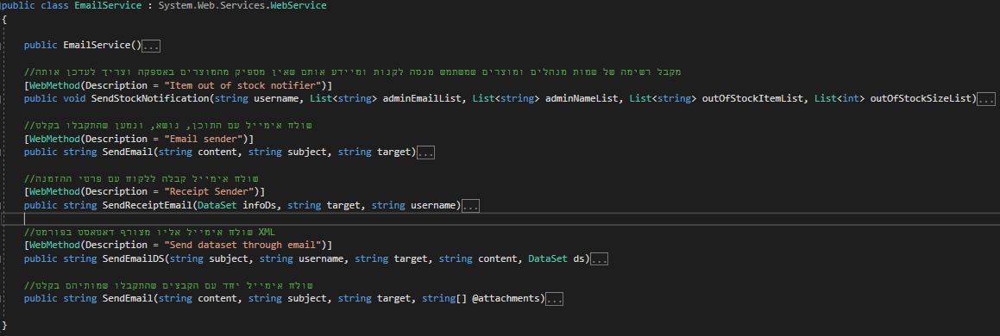 public class EmailService : System.Web.Services.WebService
{
public EmailService()...
//מקבל רשימה של שמות מנהלים ומוצרים שמשתמש מנסה לקנות ומיידע אותם שאין מספיק מהמוצרים באספקה וצריך לעדכן אותה
[WebMethod(Description = "Item out of stock notifier")]
public void SendStockNotification(string username, List<string> adminEmailList, List<string> adminNameList, List<string> outOfStockItemList, List<int> outOfStockSizeList)...
//שולח אימייל עם התוכן, נושא, ונמען שהתקבלו בקלט
[WebMethod(Description = "Email sender")]
public string SendEmail(string content, string subject, string target)...
//שולח אימייל קבלה ללקוח עם פרטי ההזמנה
[WebMethod(Description = "Receipt Sender")]
public string SendReceiptEmail(DataSet infoDs, string target, string username)...
//שולח אימייל אליו מצורף דאטאסט בפורמט XML
[WebMethod(Description = "Send dataset through email")]
public string SendEmailDS(string subject, string username, string target, string content, DataSet ds)...
//שולח אימייל יחד עם הקבצים שהתקבלו שמותיהם בקלט
public string SendEmail(string content, string subject, string target, string[] @attachments)...
}